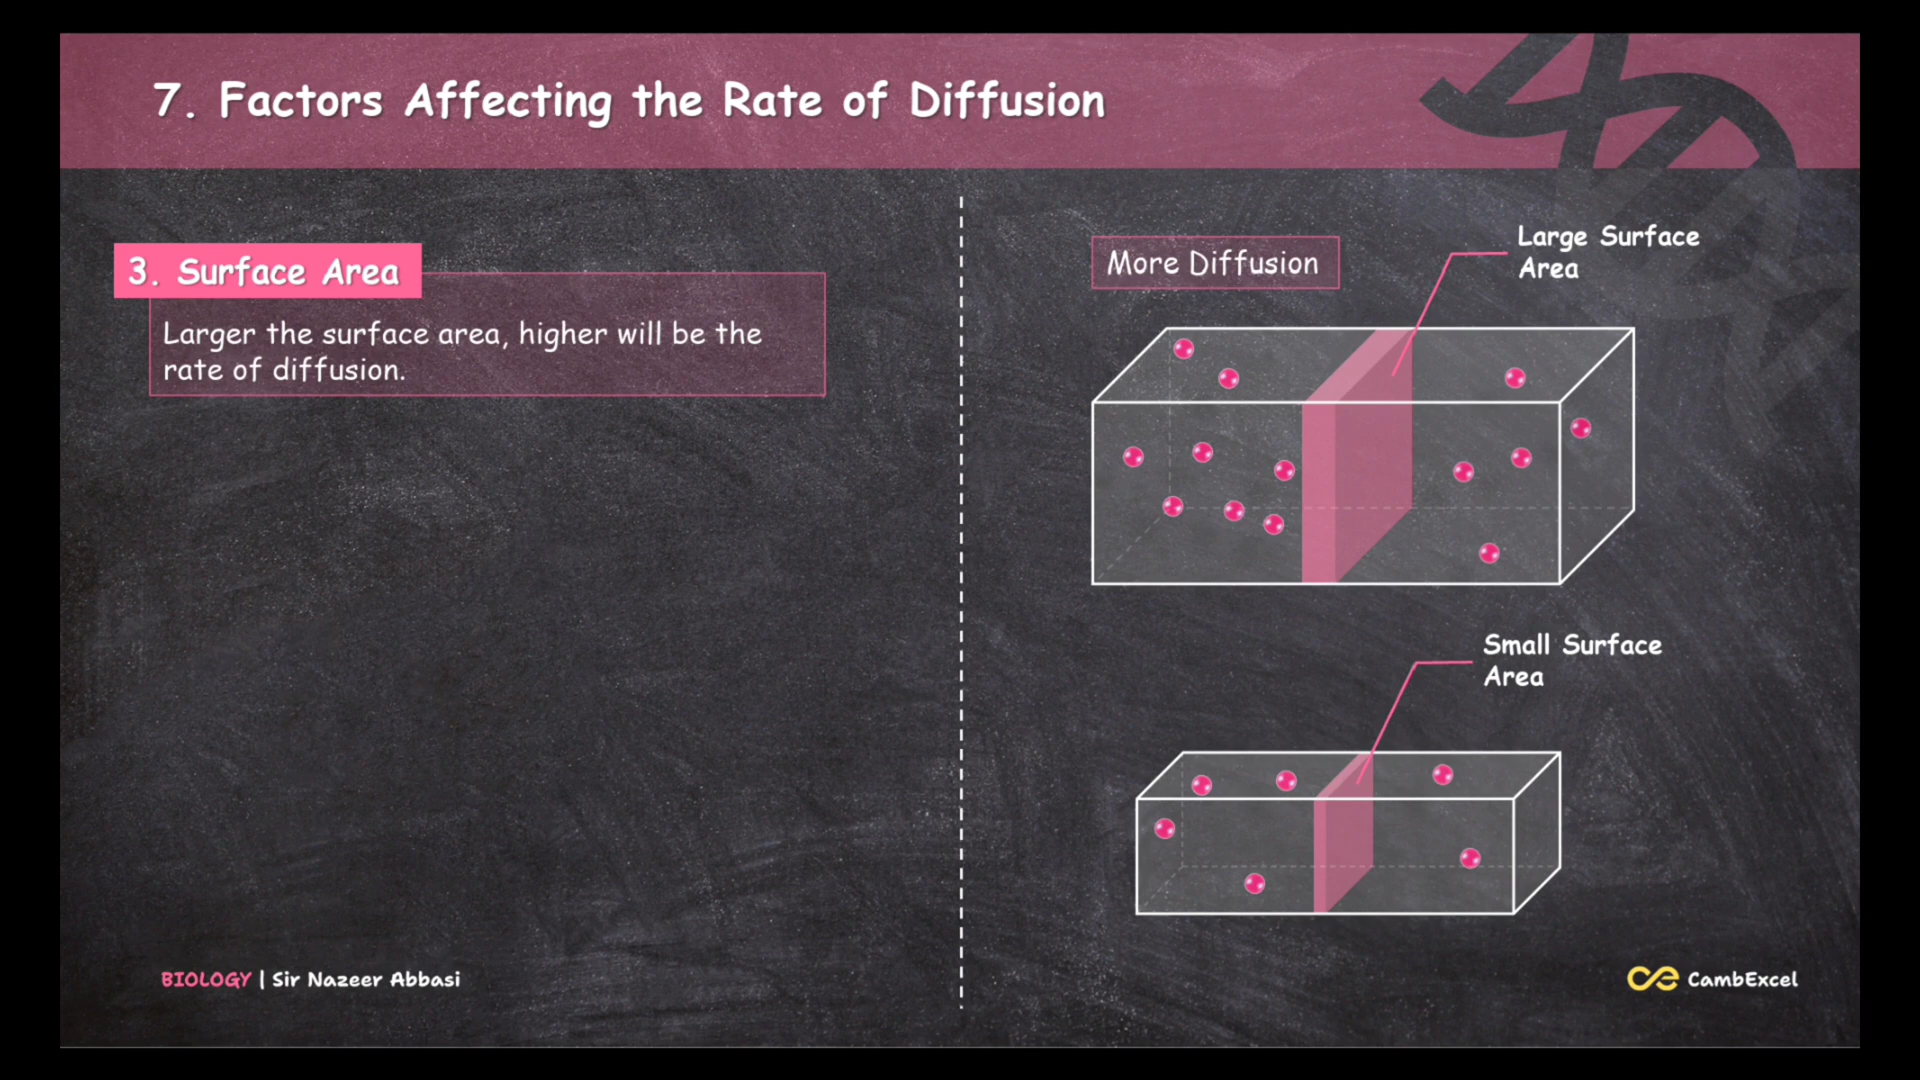 7. Factors Affecting the Rate of Diffusion
3. Surface Area
Larger the surface area, higher will be the
rate of diffusion.
More Diffusion
Large Surface
Area
Small Surface
Area
BIOLOGY | Sir Nazeer Abbasi
CambExcel